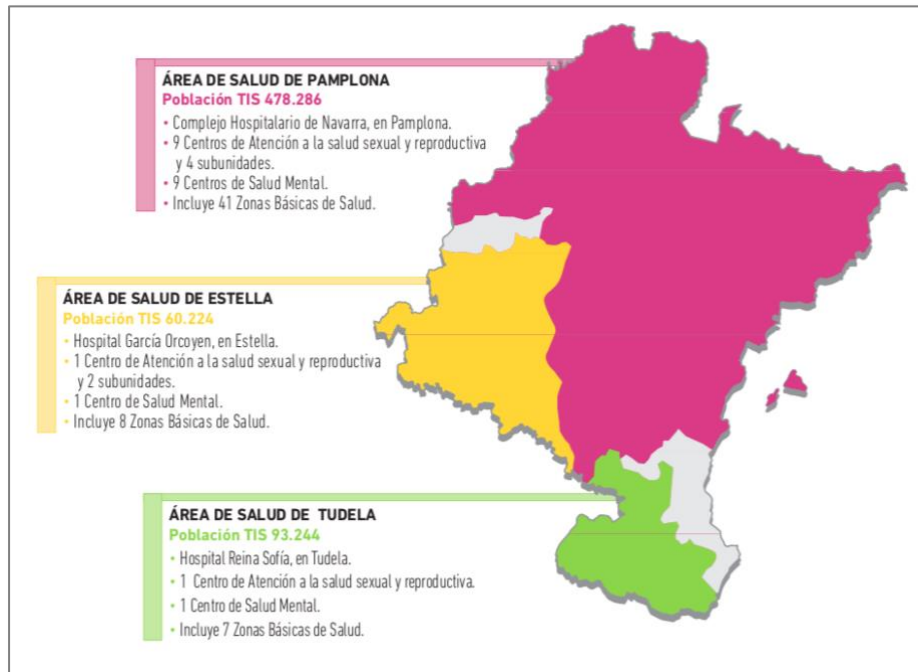 ÁREA DE SALUD DE PAMPLONA
Población TIS 478.286
• Complejo Hospitalario de Navarra, en Pamplona.
• 9 Centros de Atención a la salud sexual y reproductiva
y 4 subunidades.
• 9 Centros de Salud Mental.
• Incluye 41 Zonas Básicas de Salud.
ÁREA DE SALUD DE ESTELLA
Población TIS 60.224
• Hospital García Orcoyen, en Estella.
• 1 Centro de Atención a la salud sexual y reproductiva
y 2 subunidades.
• 1 Centro de Salud Mental.
• Incluye 8 Zonas Básicas de Salud.
ÁREA DE SALUD DE TUDELA
Población TIS 93.244
• Hospital Reina Sofía, en Tudela.
• 1 Centro de Atención a la salud sexual y reproductiva.
• 1 Centro de Salud Mental.
• Incluye 7 Zonas Básicas de Salud.